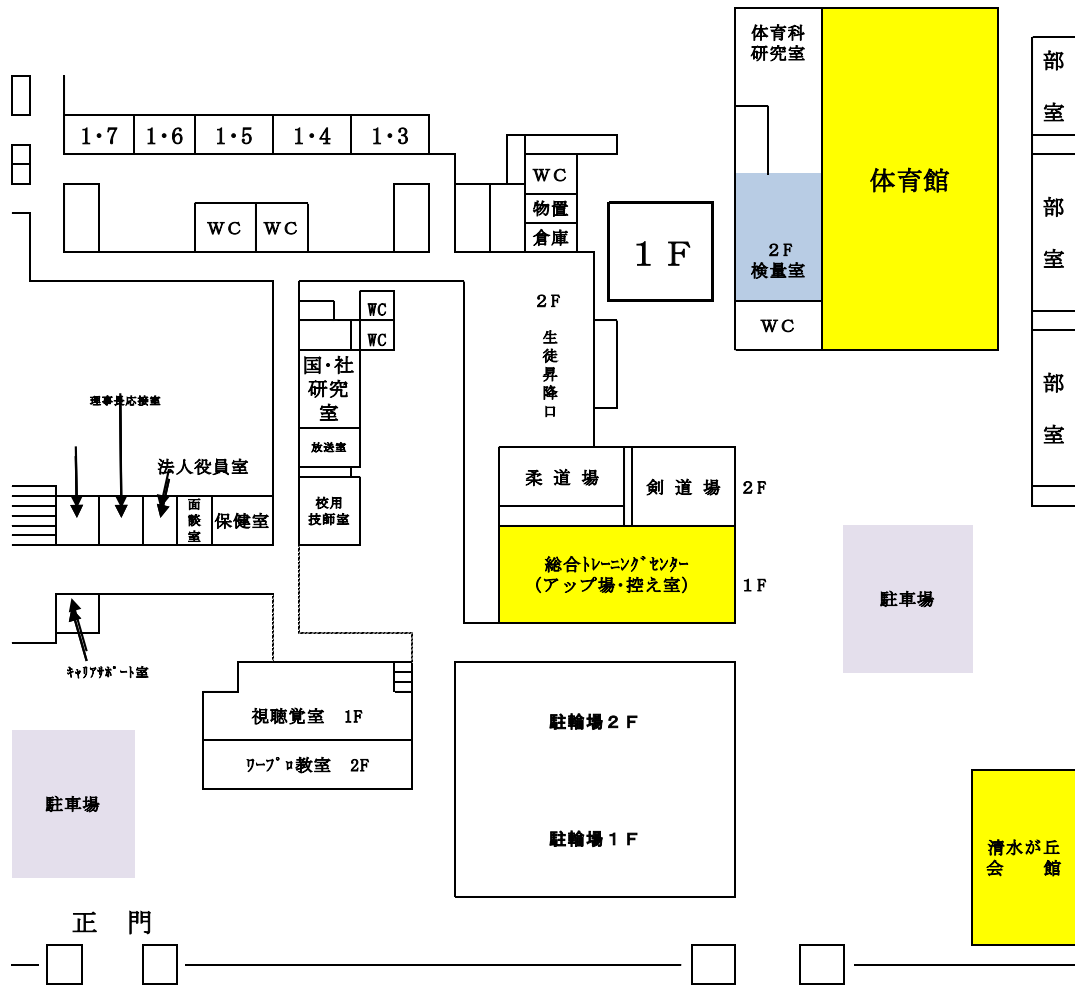 体育科
研究室
部
室
1・7
1・6
1・5
1・4
1・3
体育館
WC
物置
倉庫
部
室
WC
WC
1F
2F
検量室
WC
2F
生徒昇降口
WC
WC
国・社
研究
室
部
室
理事長応接室
放送室
法人役員室
柔道場
剣道場
2F
面談室
保健室
校用
技師室
総合トレーニングセンター
(アップ場・控え室)
1F
駐車場
キャリアサポート室
視聴覚室 1F
ワープロ教室 2F
駐輪場2F
駐輪場1F
駐車場
清水が丘
会館
正門